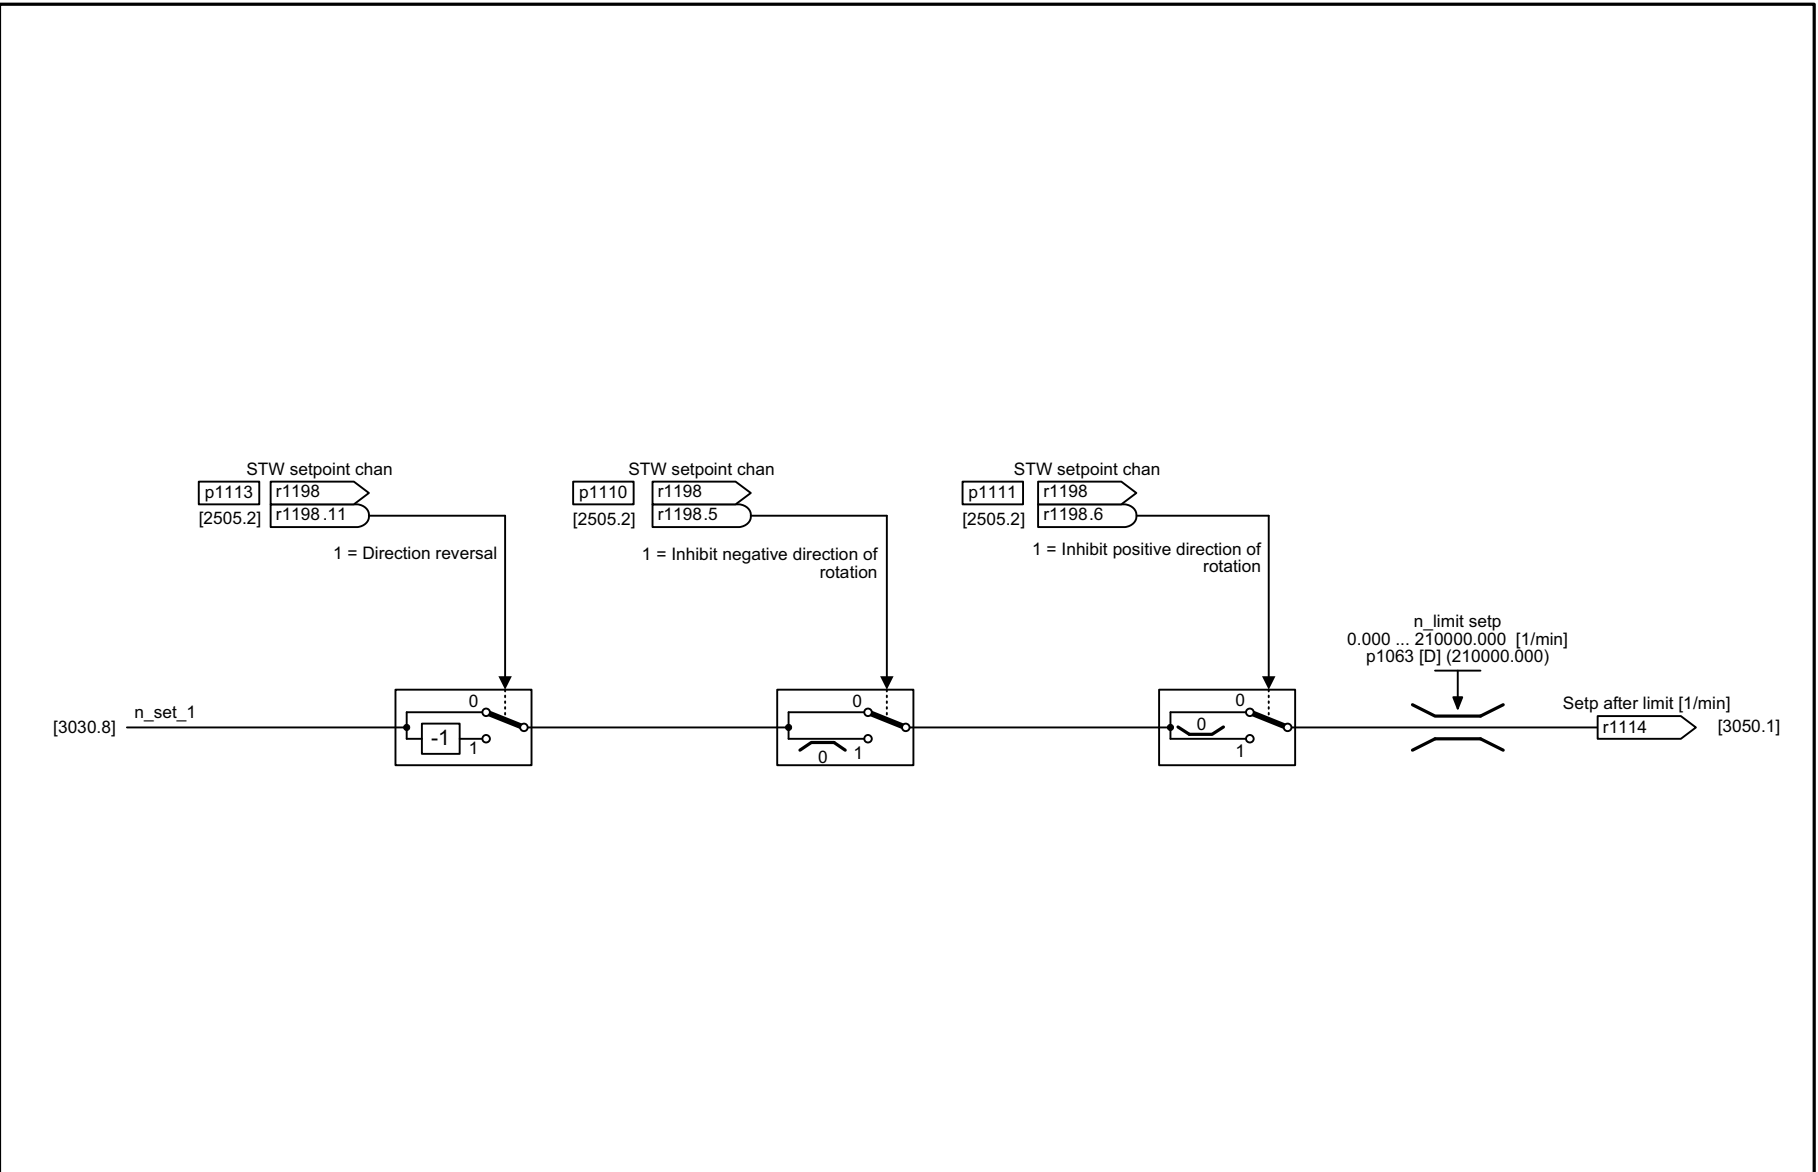 STW setpoint chan
p1113
r1198
[2505.2]
r1198.11
1 = Direction reversal
STW setpoint chan
p1110
r1198
[2505.2]
r1198.5
1 = Inhibit negative direction of
rotation
STW setpoint chan
p1111
r1198
[2505.2]
r1198.6
1 = Inhibit positive direction of
rotation
n_limit setp
0.000 ... 210000.000 [1/min]
p1063 [D] (210000.000)
[3030.8]
n_set_1
0
-1
1
0
0
1
0
0
1
Setp after limit [1/min]
r1114
[3050.1]